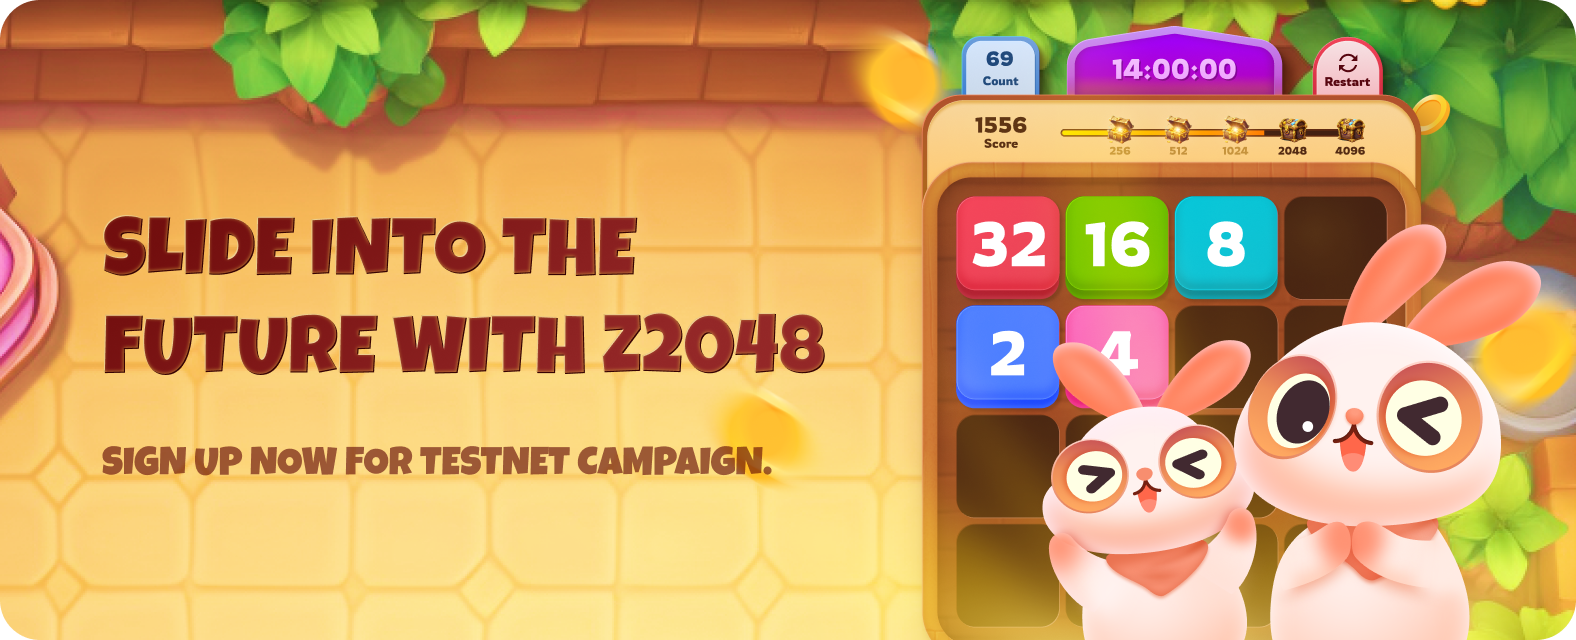 SLIDE INTO THE
FUTURE WITH Z2048
SIGN UP NOW FOR TESTNET CAMPAIGN.
69
Count
14:00:00
Restart
1556
Score
256 512 1024 2048 4096
32 16 8
2 4